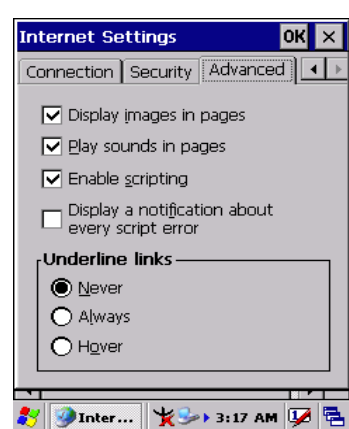 Internet Settings OK
Connection Security Advanced
Display images in pages
Play sounds in pages
Enable scripting
Display a notification about
every script error
Underline links
Never
Always
Hover
Inter... 3:17 AM